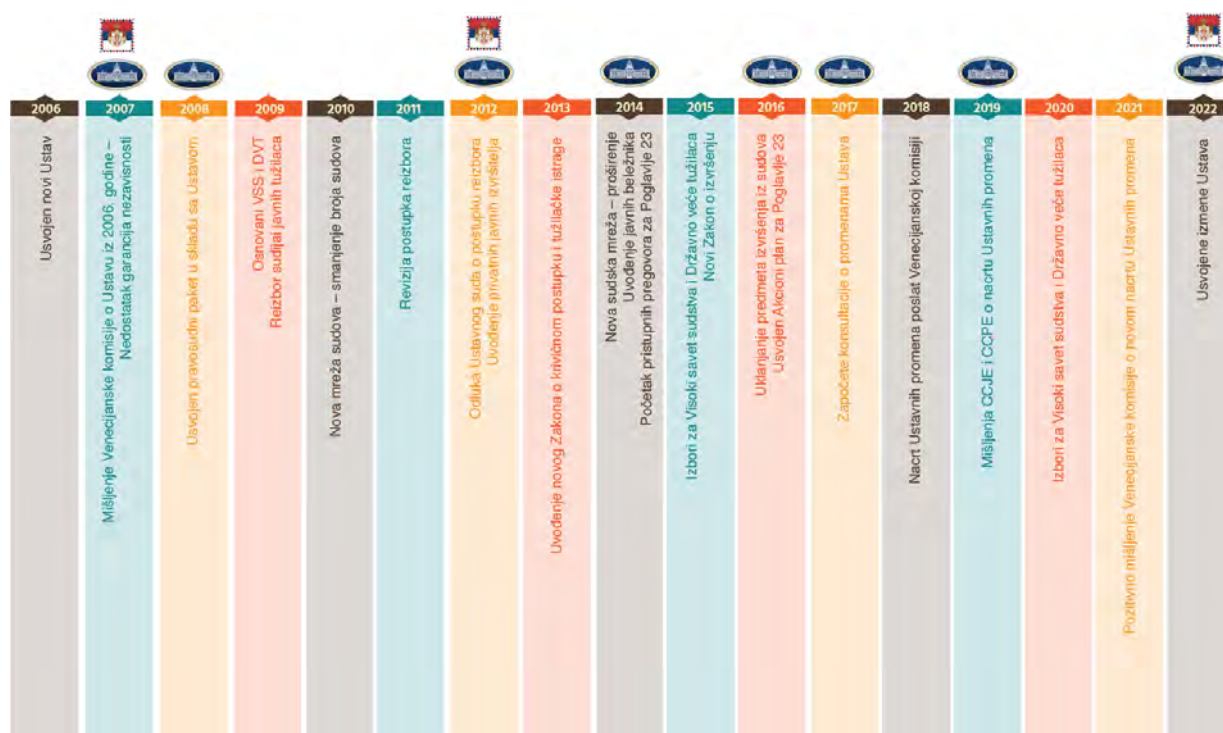 2006
Usvojen novi Ustav
2007
Mišljenje Venecijanske komisije o Ustavu iz 2006. godine –
Nedostatak garancija nezavisnosti
2008
Usvojen pravosudni paket u skladu sa Ustavom
2009
Osnovani VSS i DVT
Reizbor sudijai javnih tužilaca
2010
Nova mreža sudova – smanjenje broja sudova
2011
Revizija postupka reizbora
2012
Odluka Ustavnog suda o postupku reizbora
Uvođenje privatnih javnih izvršitelja
2013
Uvođenje novog Zakona o krivičnom postupku i tužilačke istrage
2014
Nova sudska mreža – proširenje
Uvođenje javnih beležnika
Početak pristupnih pregovora za Poglavlje 23
2015
Izbori za Visoki savet sudstva i Državno veće tužilaca
Novi Zakon o izvršenju
2016
Uklanjanje predmeta izvršenja iz sudova
Usvojen Akcioni plan za Poglavlje 23
2017
Započete konsultacije o promenama Ustava
2018
Nacrt Ustavnih promena poslat Venecijanskoj komisiji
2019
Mišljenja CCJE i CCPE o nacrtu Ustavnih promena
2020
Izbori za Visoki savet sudstva i Državno veće tužilaca
2021
Pozitivno mišljenje Venecijanske komisije o novom nacrtu Ustavnih promena
2022
Usvojene izmene Ustava